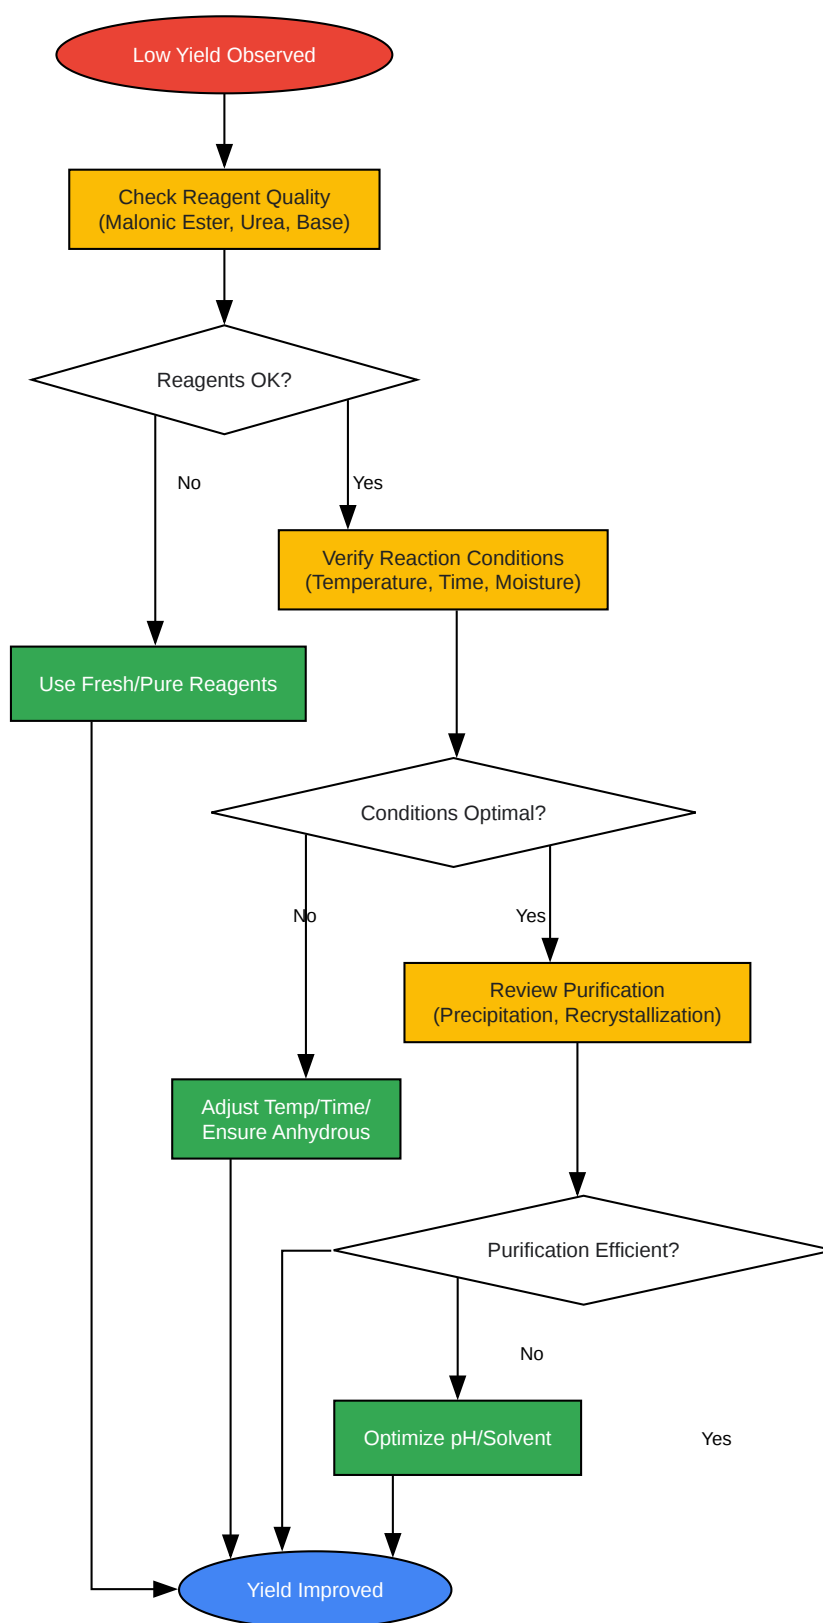 Low Yield Observed
Check Reagent Quality
(Malonic Ester, Urea, Base)
Reagents OK?
No
Yes
Verify Reaction Conditions
(Temperature, Time, Moisture)
Use Fresh/Pure Reagents
Conditions Optimal?
No
Yes
Review Purification
(Precipitation, Recrystallization)
Adjust Temp/Time/
Ensure Anhydrous
Purification Efficient?
No
Optimize pH/Solvent
Yes
Yield Improved